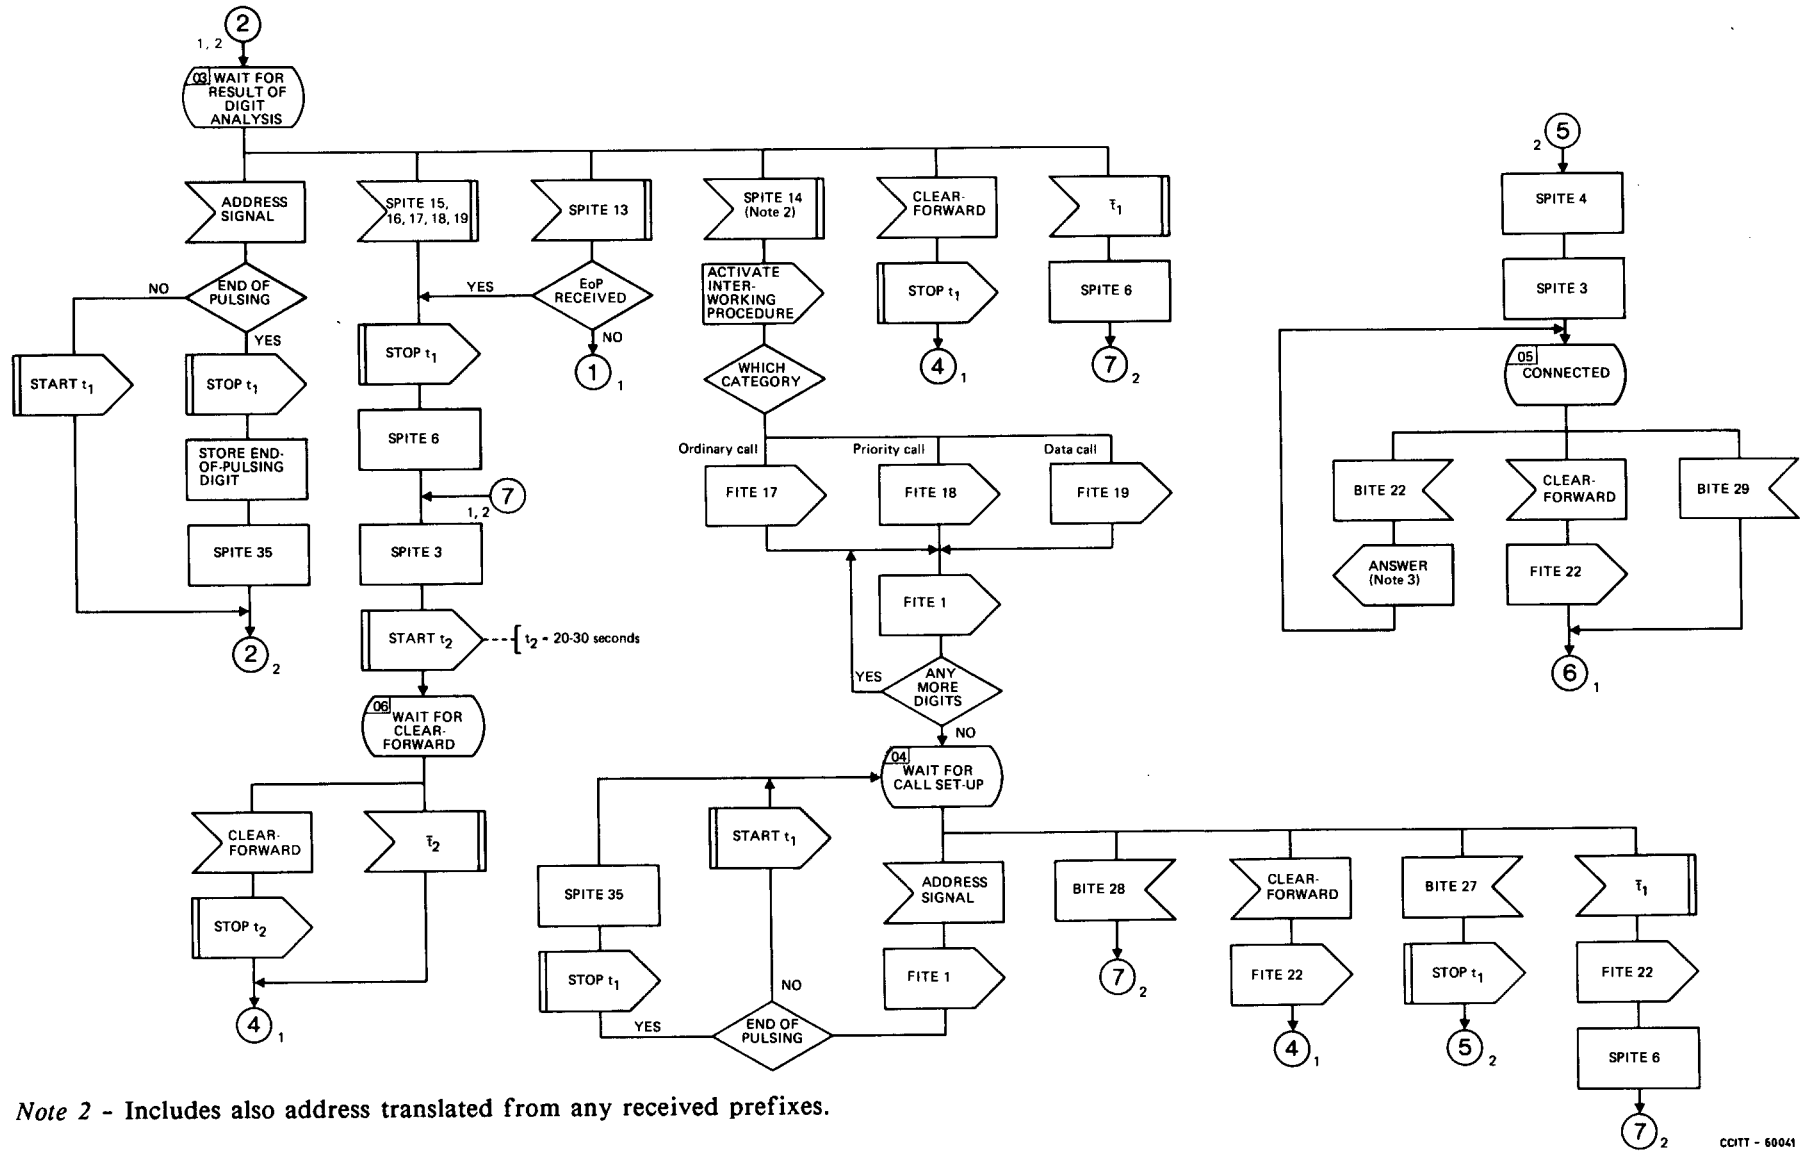 2
1, 2
03 WAIT FOR
RESULT OF
DIGIT
ANALYSIS
ADDRESS
SIGNAL
SPITE 15,
16, 17, 18, 19
SPITE 13
SPITE 14
(Note 2)
CLEAR-
FORWARD
t̄1
END OF
PULSING
NO
YES
EoP
RECEIVED
YES
NO
1
1
ACTIVATE
INTER-
WORKING
PROCEDURE
STOP t1
4
1
SPITE 6
7
2
START t1
STOP t1
STORE END-
OF-PULSING
DIGIT
SPITE 35
2
2
STOP t1
SPITE 6
7
1, 2
SPITE 3
START t2
t2 = 20-30 seconds
06
WAIT FOR
CLEAR-
FORWARD
CLEAR-
FORWARD
t̄2
STOP t2
4
1
WHICH
CATEGORY
Ordinary call
Priority call
Data call
FITE 17
FITE 18
FITE 19
FITE 1
ANY
MORE
DIGITS
YES
NO
04
WAIT FOR
CALL SET-UP
START t1
SPITE 35
STOP t1
YES
NO
END OF
PULSING
ADDRESS
SIGNAL
FITE 1
BITE 28
7
2
CLEAR-
FORWARD
FITE 22
4
1
BITE 27
STOP t1
5
2
t̄1
FITE 22
SPITE 6
7
2
5
2
SPITE 4
SPITE 3
05
CONNECTED
BITE 22
CLEAR-
FORWARD
BITE 29
ANSWER
(Note 3)
FITE 22
6
1
Note 2 - Includes also address translated from any received prefixes.
CCITT - 60041